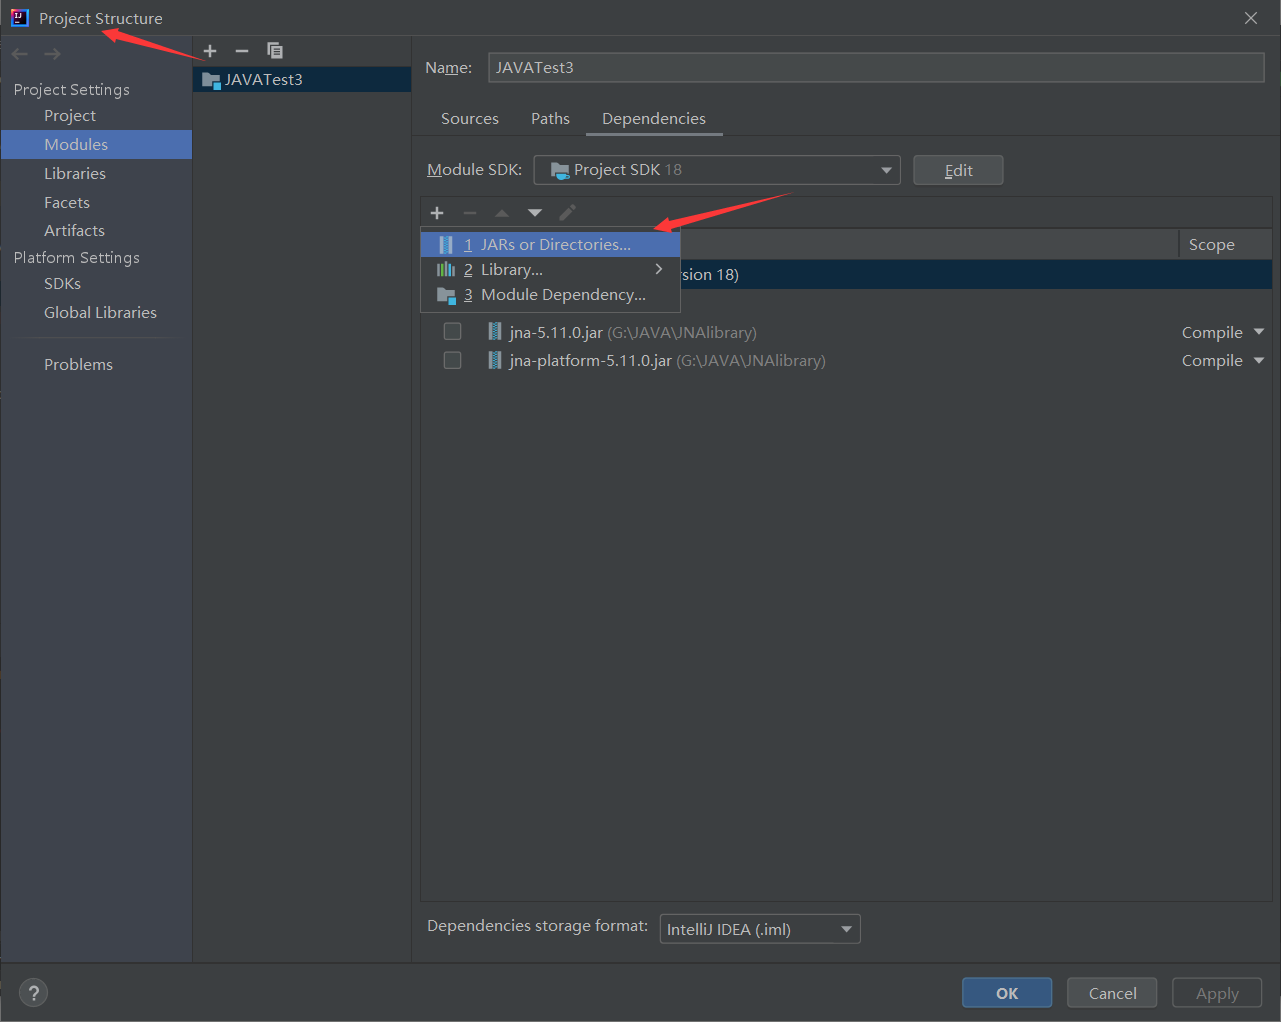 Project Structure
Project Settings
Project
Modules
Libraries
Facets
Artifacts
Platform Settings
SDKs
Global Libraries
Problems
JAVATest3
Name: JAVATest3
Sources Paths Dependencies
Module SDK: Project SDK 18 Edit
Scope
1 JARs or Directories...
2 Library...
3 Module Dependency...
sion 18)
jna-5.11.0.jar (G:\JAVA\JNAlibrary) Compile
jna-platform-5.11.0.jar (G:\JAVA\JNAlibrary) Compile
Dependencies storage format: IntelliJ IDEA (.iml)
? OK Cancel Apply